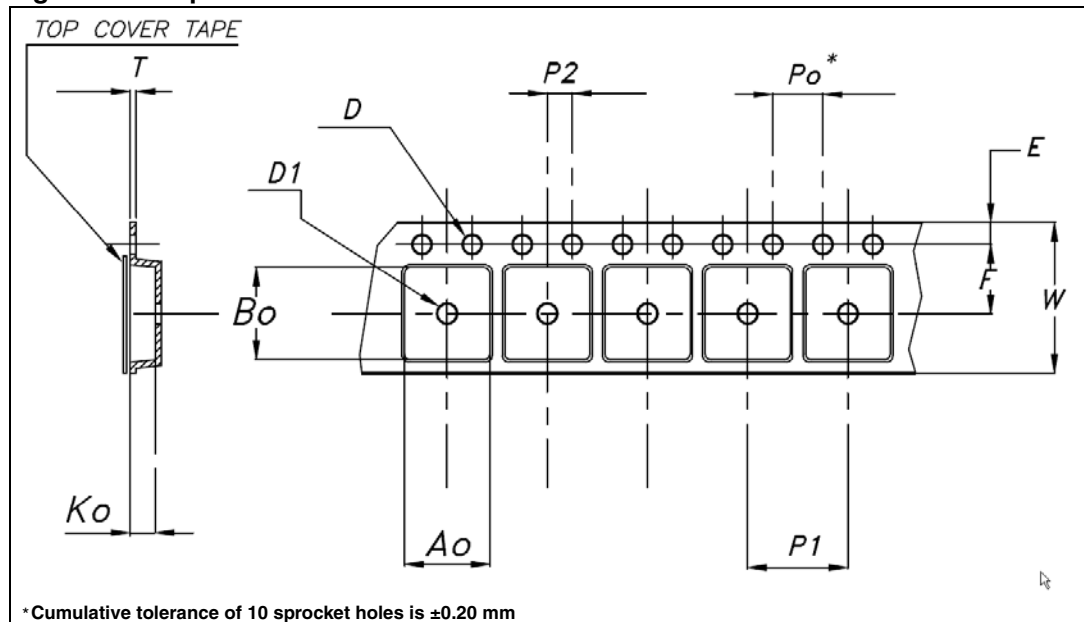 TOP COVER TAPE
T
P2
Po*
D
E
D1
F
W
Bo
Ko
Ao
P1
*Cumulative tolerance of 10 sprocket holes is ±0.20 mm